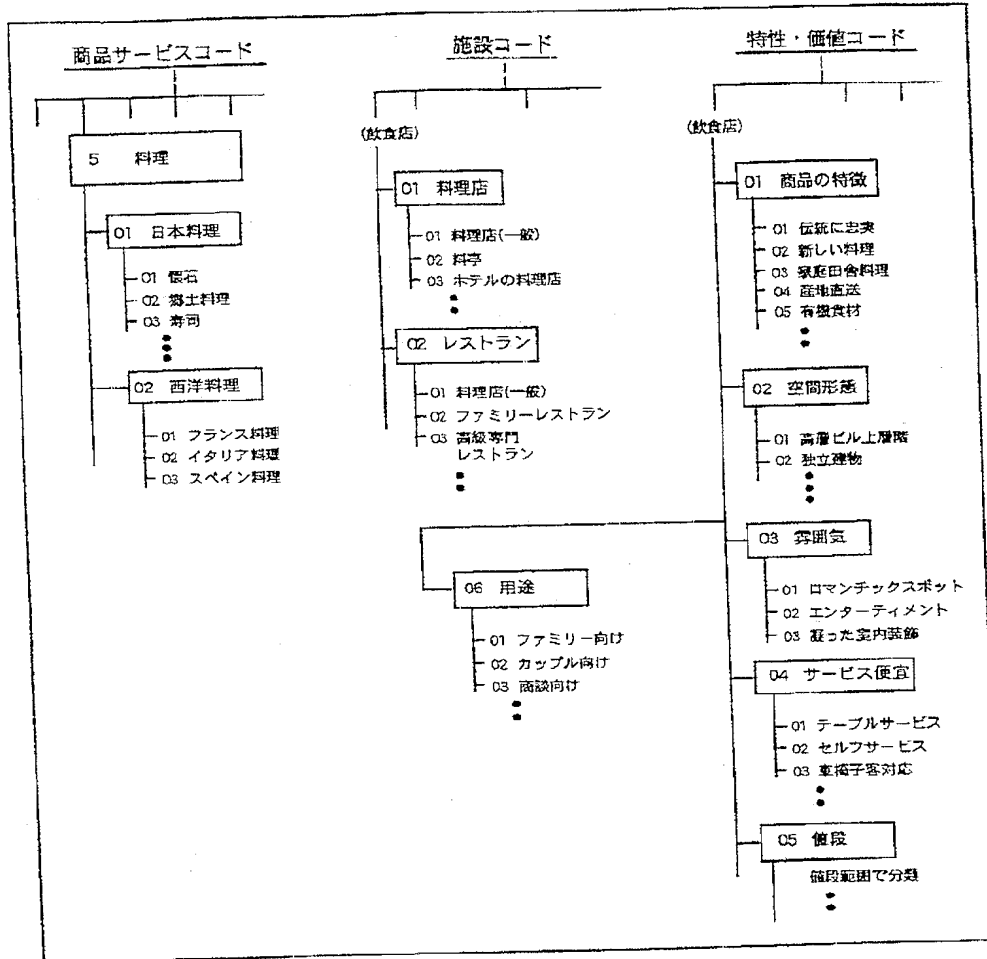 商品サービスコード
5 料理
01 日本料理
01 懐石
02 郷土料理
03 寿司
02 西洋料理
01 フランス料理
02 イタリア料理
03 スペイン料理
施設コード
(飲食店)
01 料理店
01 料理店(一般)
02 料亭
03 ホテルの料理店
02 レストラン
01 料理店(一般)
02 ファミリーレストラン
03 高級専門
レストラン
特性・価値コード
(飲食店)
01 商品の特徴
01 伝統に忠実
02 新しい料理
03 家庭田舎料理
04 産地直送
05 有機食材
02 空間形態
01 高層ビル上層階
02 独立建物
03 雰囲気
01 ロマンチックスポット
02 エンターティメント
03 凝った室内装飾
04 サービス便宜
01 テーブルサービス
02 セルフサービス
03 車椅子客対応
05 値段
値段範囲で分類
06 用途
01 ファミリー向け
02 カップル向け
03 商談向け